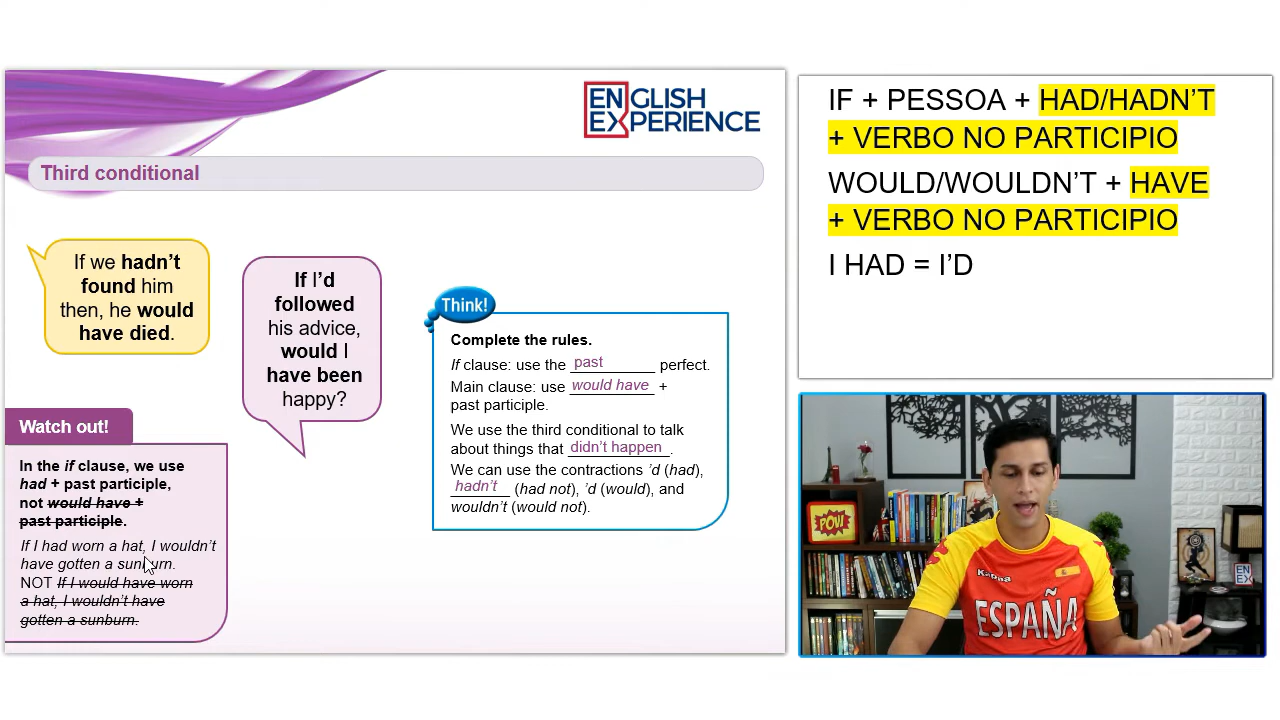 ENGLISH
EXPERIENCE
Third conditional
If we hadn't
found him
then, he would
have died.
If I'd
followed
his advice,
would I
have been
happy?
Think!
Complete the rules.
If clause: use the past perfect.
Main clause: use would have +
past participle.
We use the third conditional to talk
about things that didn't happen.
We can use the contractions 'd (had),
hadn't (had not), 'd (would), and
wouldn't (would not).
Watch out!
In the if clause, we use
had + past participle,
not would have +
past participle.
If I had worn a hat, I wouldn't
have gotten a sunburn.
NOT If I would have worn
a hat, I wouldn't have
gotten a sunburn.
IF + PESSOA + HAD/HADN'T
+ VERBO NO PARTICIPIO
WOULD/WOULDN'T + HAVE
+ VERBO NO PARTICIPIO
I HAD = I'D
POW!
EN
EX
Kappa
ESPAÑA